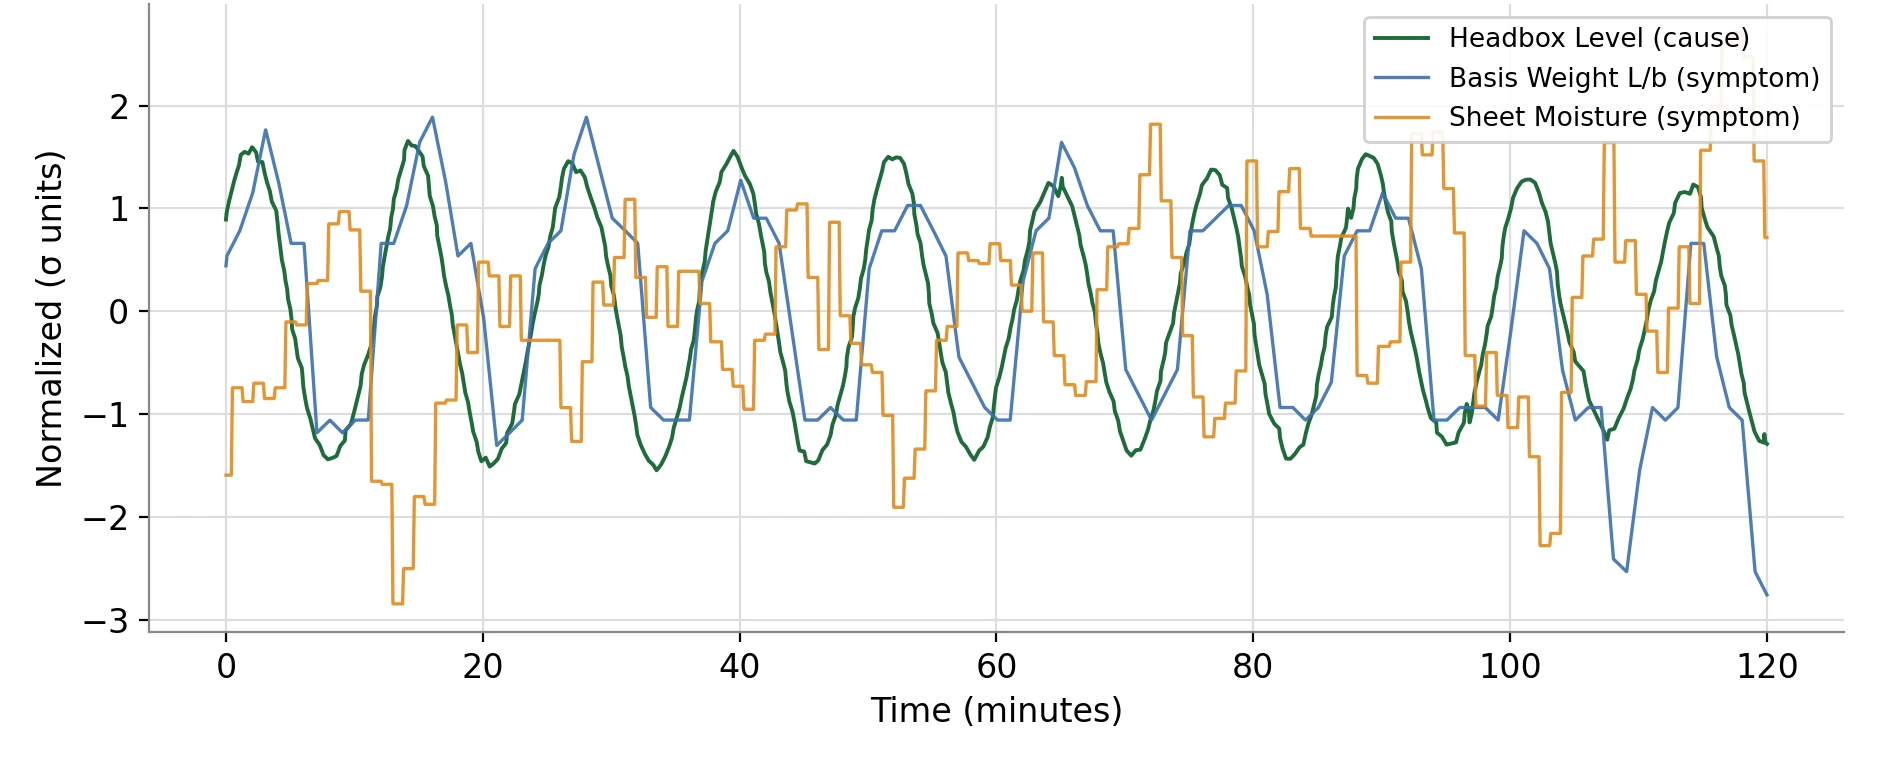 Headbox Level (cause)
Basis Weight L/b (symptom)
Sheet Moisture (symptom)
Normalized (σ units)
2
1
0
−1
−2
−3
0 20 40 60 80 100 120
Time (minutes)